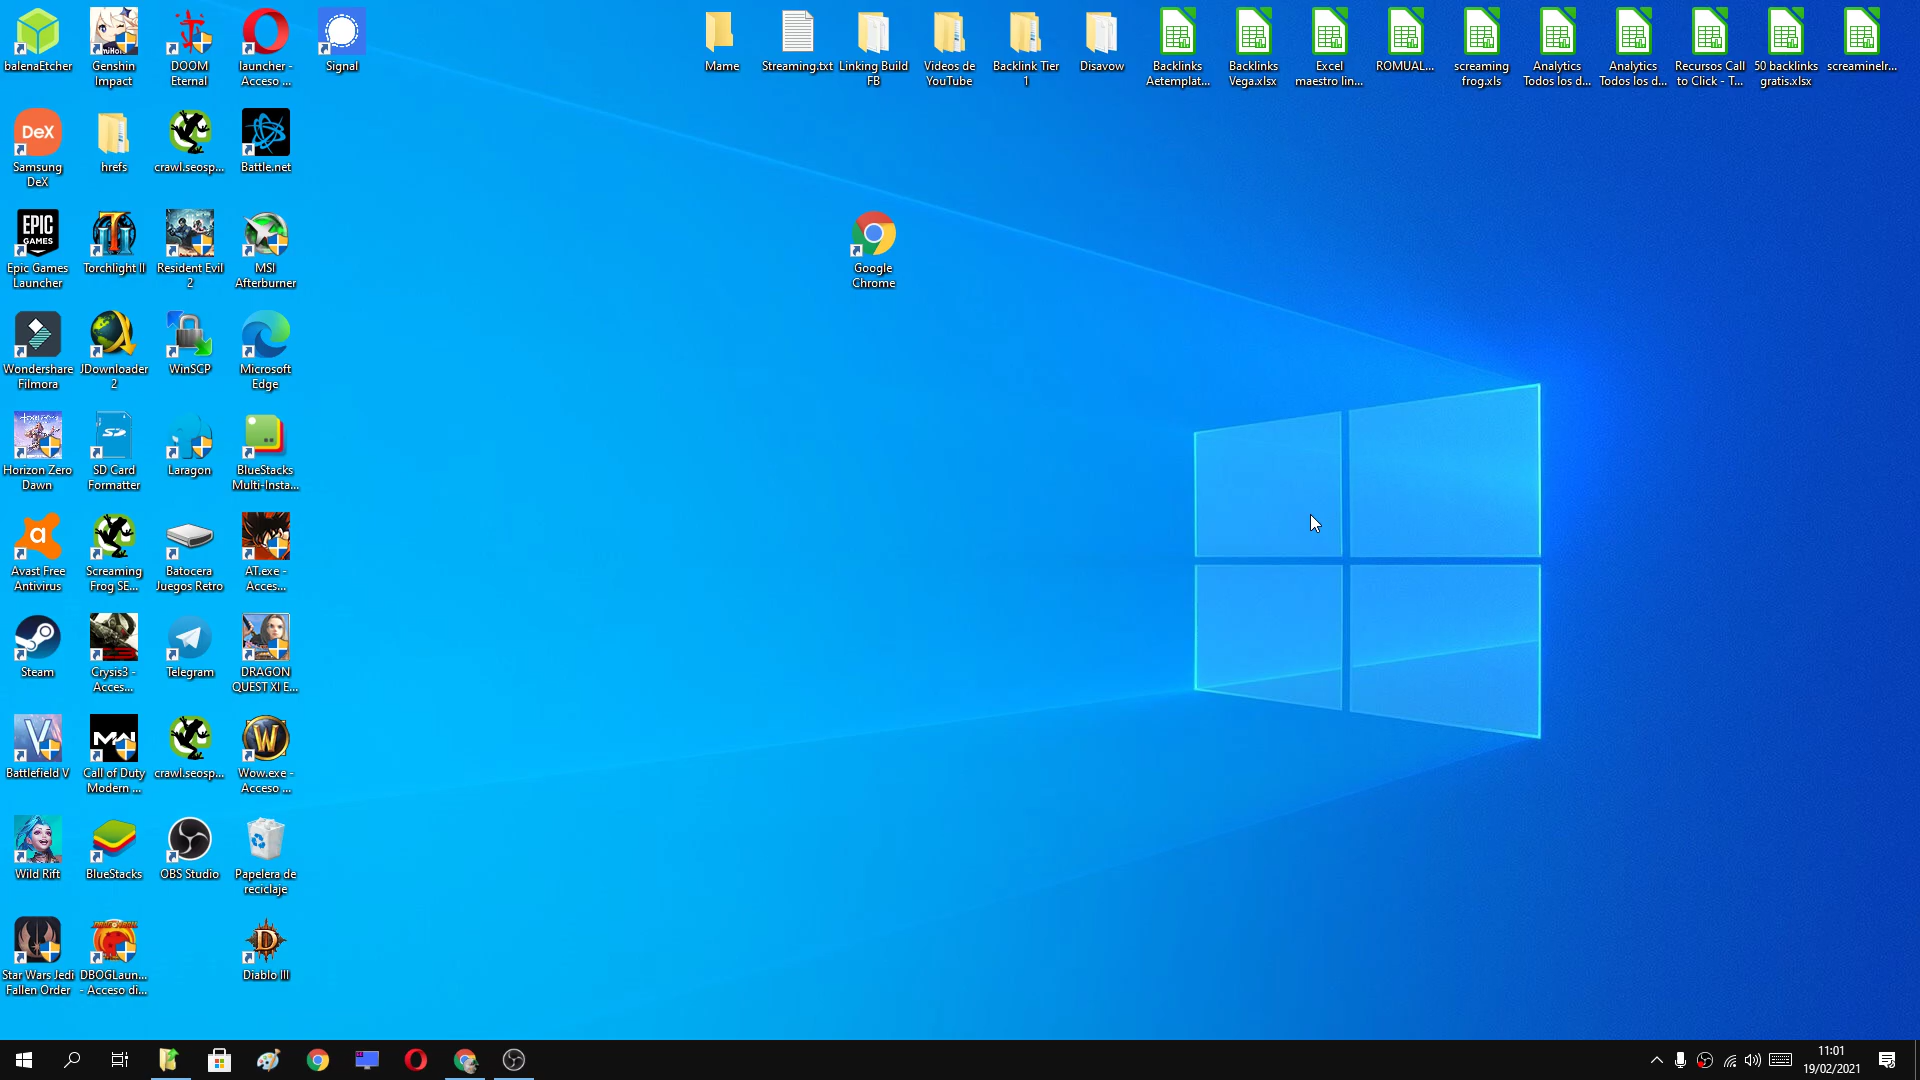 balenaEtcher
Genshin
Impact
DOOM
Eternal
launcher -
Acceso ...
Signal
Mame
Streaming.txt
Linking Build
FB
Videos de
YouTube
Backlink Tier
1
Disavow
Backlinks
Aetemplat...
Backlinks
Vega.xlsx
Excel
maestro lin...
ROMUAL...
screaming
frog.xls
Analytics
Todos los d...
Analytics
Todos los d...
Recursos Call
to Click - T...
50 backlinks
gratis.xlsx
screaminelr...
DeX
Samsung
DeX
hrefs
crawl.seosp...
Battle.net
EPIC
GAMES
Epic Games
Launcher
Torchlight II
Resident Evil
2
MSI
Afterburner
Google
Chrome
Wondershare
Filmora
JDownloader
2
WinSCP
Microsoft
Edge
Horizon Zero
Dawn
SD
SD Card
Formatter
Laragon
BlueStacks
Multi-Insta...
Avast Free
Antivirus
Screaming
Frog SE...
Batocera
Juegos Retro
AT.exe -
Acces...
Steam
Crysis3 -
Acces...
Telegram
DRAGON
QUEST XI E...
Battlefield V
Call of Duty
Modern ...
crawl.seosp...
Wow.exe -
Acceso ...
Wild Rift
BlueStacks
OBS Studio
Papelera de
reciclaje
Star Wars Jedi
Fallen Order
DBOGLaun...
- Acceso di...
Diablo III
11:01
19/02/2021